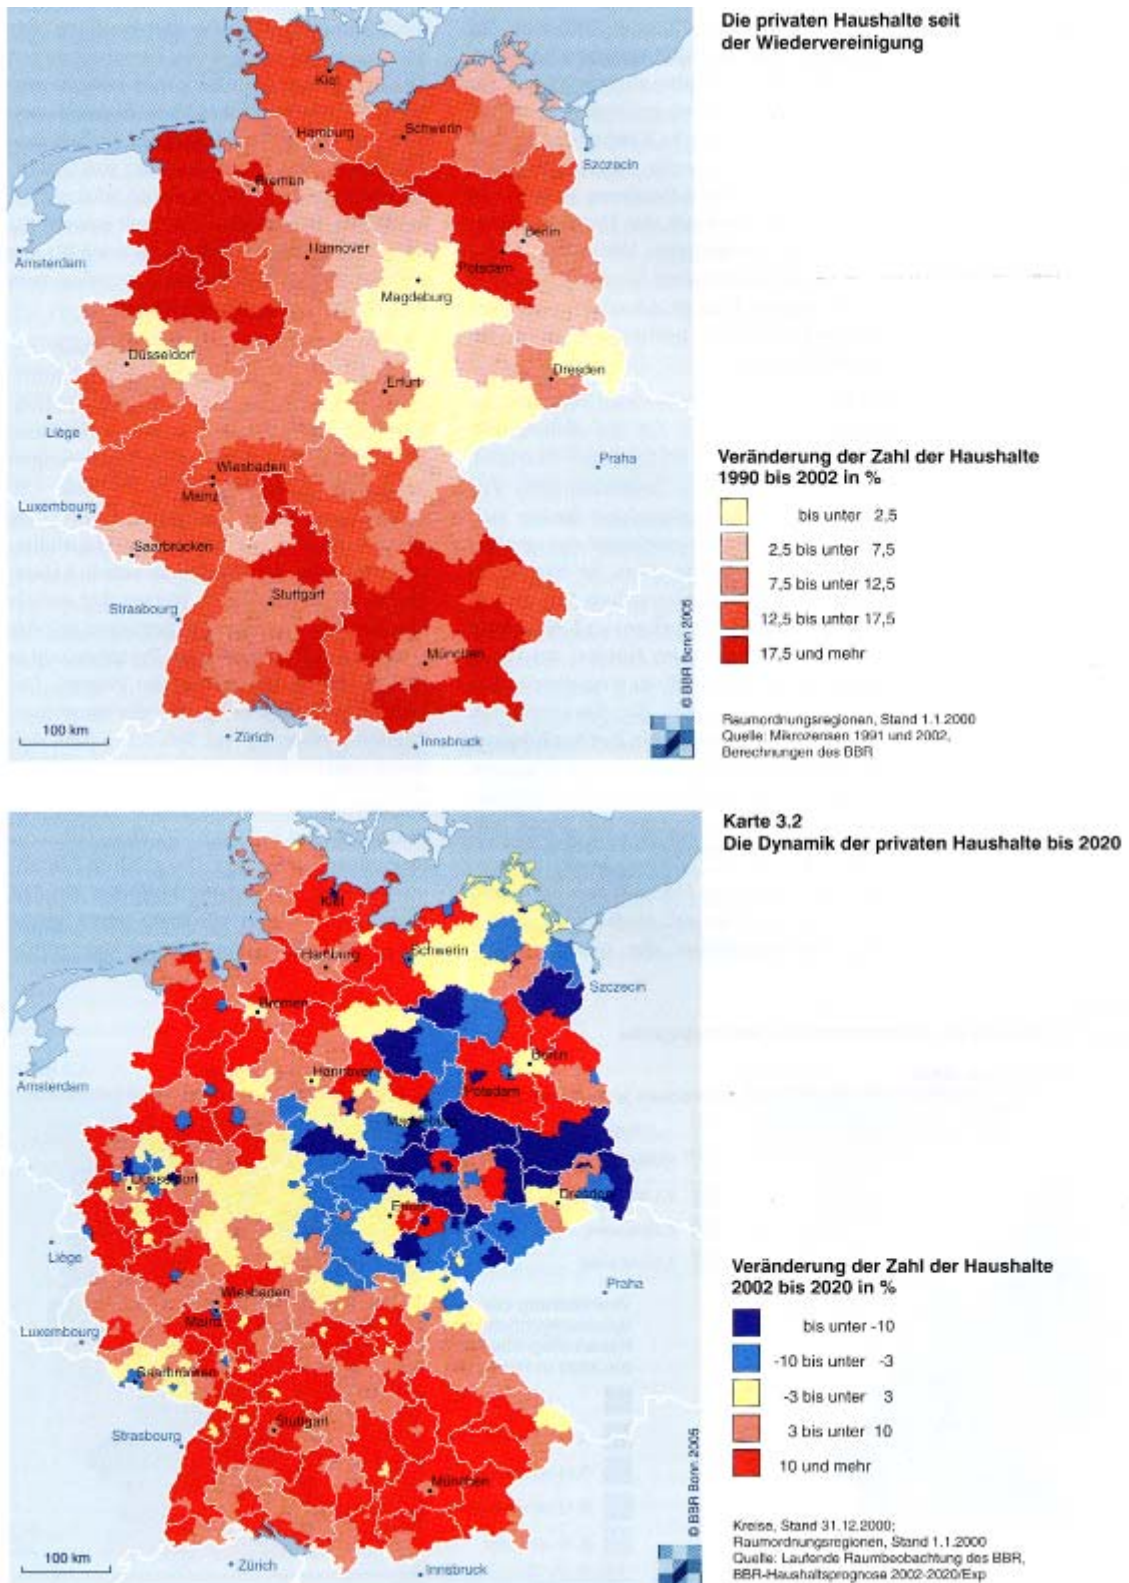 Die privaten Haushalte seit
der Wiedervereinigung
Kiel
Hamburg
Schwerin
Szczecin
Bremen
Berlin
Amsterdam
Hannover
Potsdam
Magdeburg
Düsseldorf
Dresden
Erfurt
Liège
Praha
Wiesbaden
Mainz
Luxembourg
Saarbrücken
Strasbourg
Stuttgart
München
100 km
Zürich
Innsbruck
© BBR Bonn 2005
Veränderung der Zahl der Haushalte
1990 bis 2002 in %
bis unter 2,5
2,5 bis unter 7,5
7,5 bis unter 12,5
12,5 bis unter 17,5
17,5 und mehr
Raumordnungsregionen, Stand 1.1.2000
Quelle: Mikrozensen 1991 und 2002,
Berechnungen des BBR
Karte 3.2
Die Dynamik der privaten Haushalte bis 2020
Kiel
Schwerin
Hamburg
Szczecin
Bremen
Berlin
Amsterdam
Hannover
Potsdam
Magdeburg
Düsseldorf
Dresden
Erfurt
Liège
Praha
Wiesbaden
Mainz
Luxembourg
Saarbrücken
Strasbourg
Stuttgart
München
100 km
Zürich
Innsbruck
© BBR Bonn 2005
Veränderung der Zahl der Haushalte
2002 bis 2020 in %
bis unter -10
-10 bis unter -3
-3 bis unter 3
3 bis unter 10
10 und mehr
Kreise, Stand 31.12.2000;
Raumordnungsregionen, Stand 1.1.2000
Quelle: Laufende Raumbeobachtung des BBR,
BBR-Haushaltsprognose 2002-2020/Exp